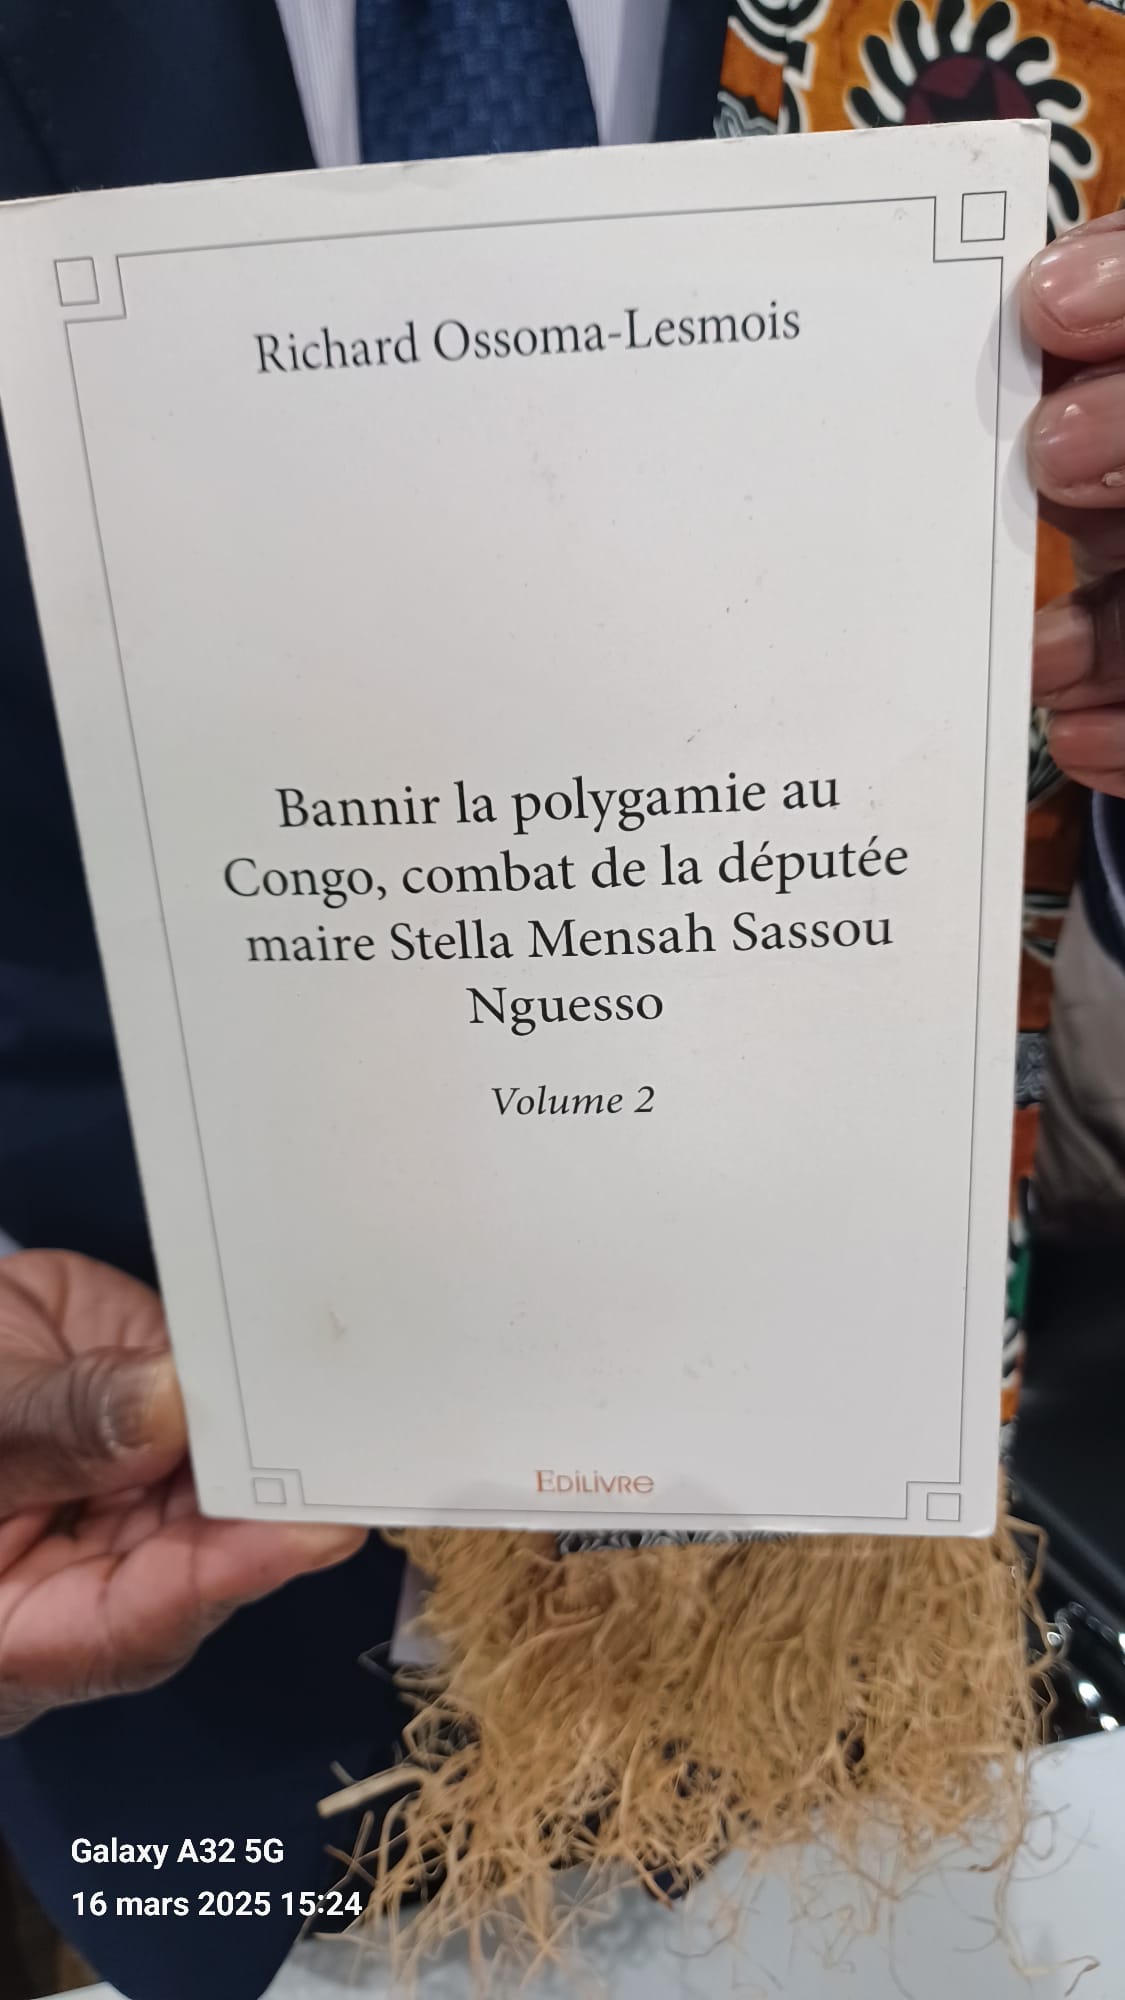 Richard Ossoma-Lesmois
Bannir la polygamie au
Congo, combat de la députée
maire Stella Mensah Sassou
Nguesso
Volume 2
EDILIVRE
Galaxy A32 5G
16 mars 2025 15:24